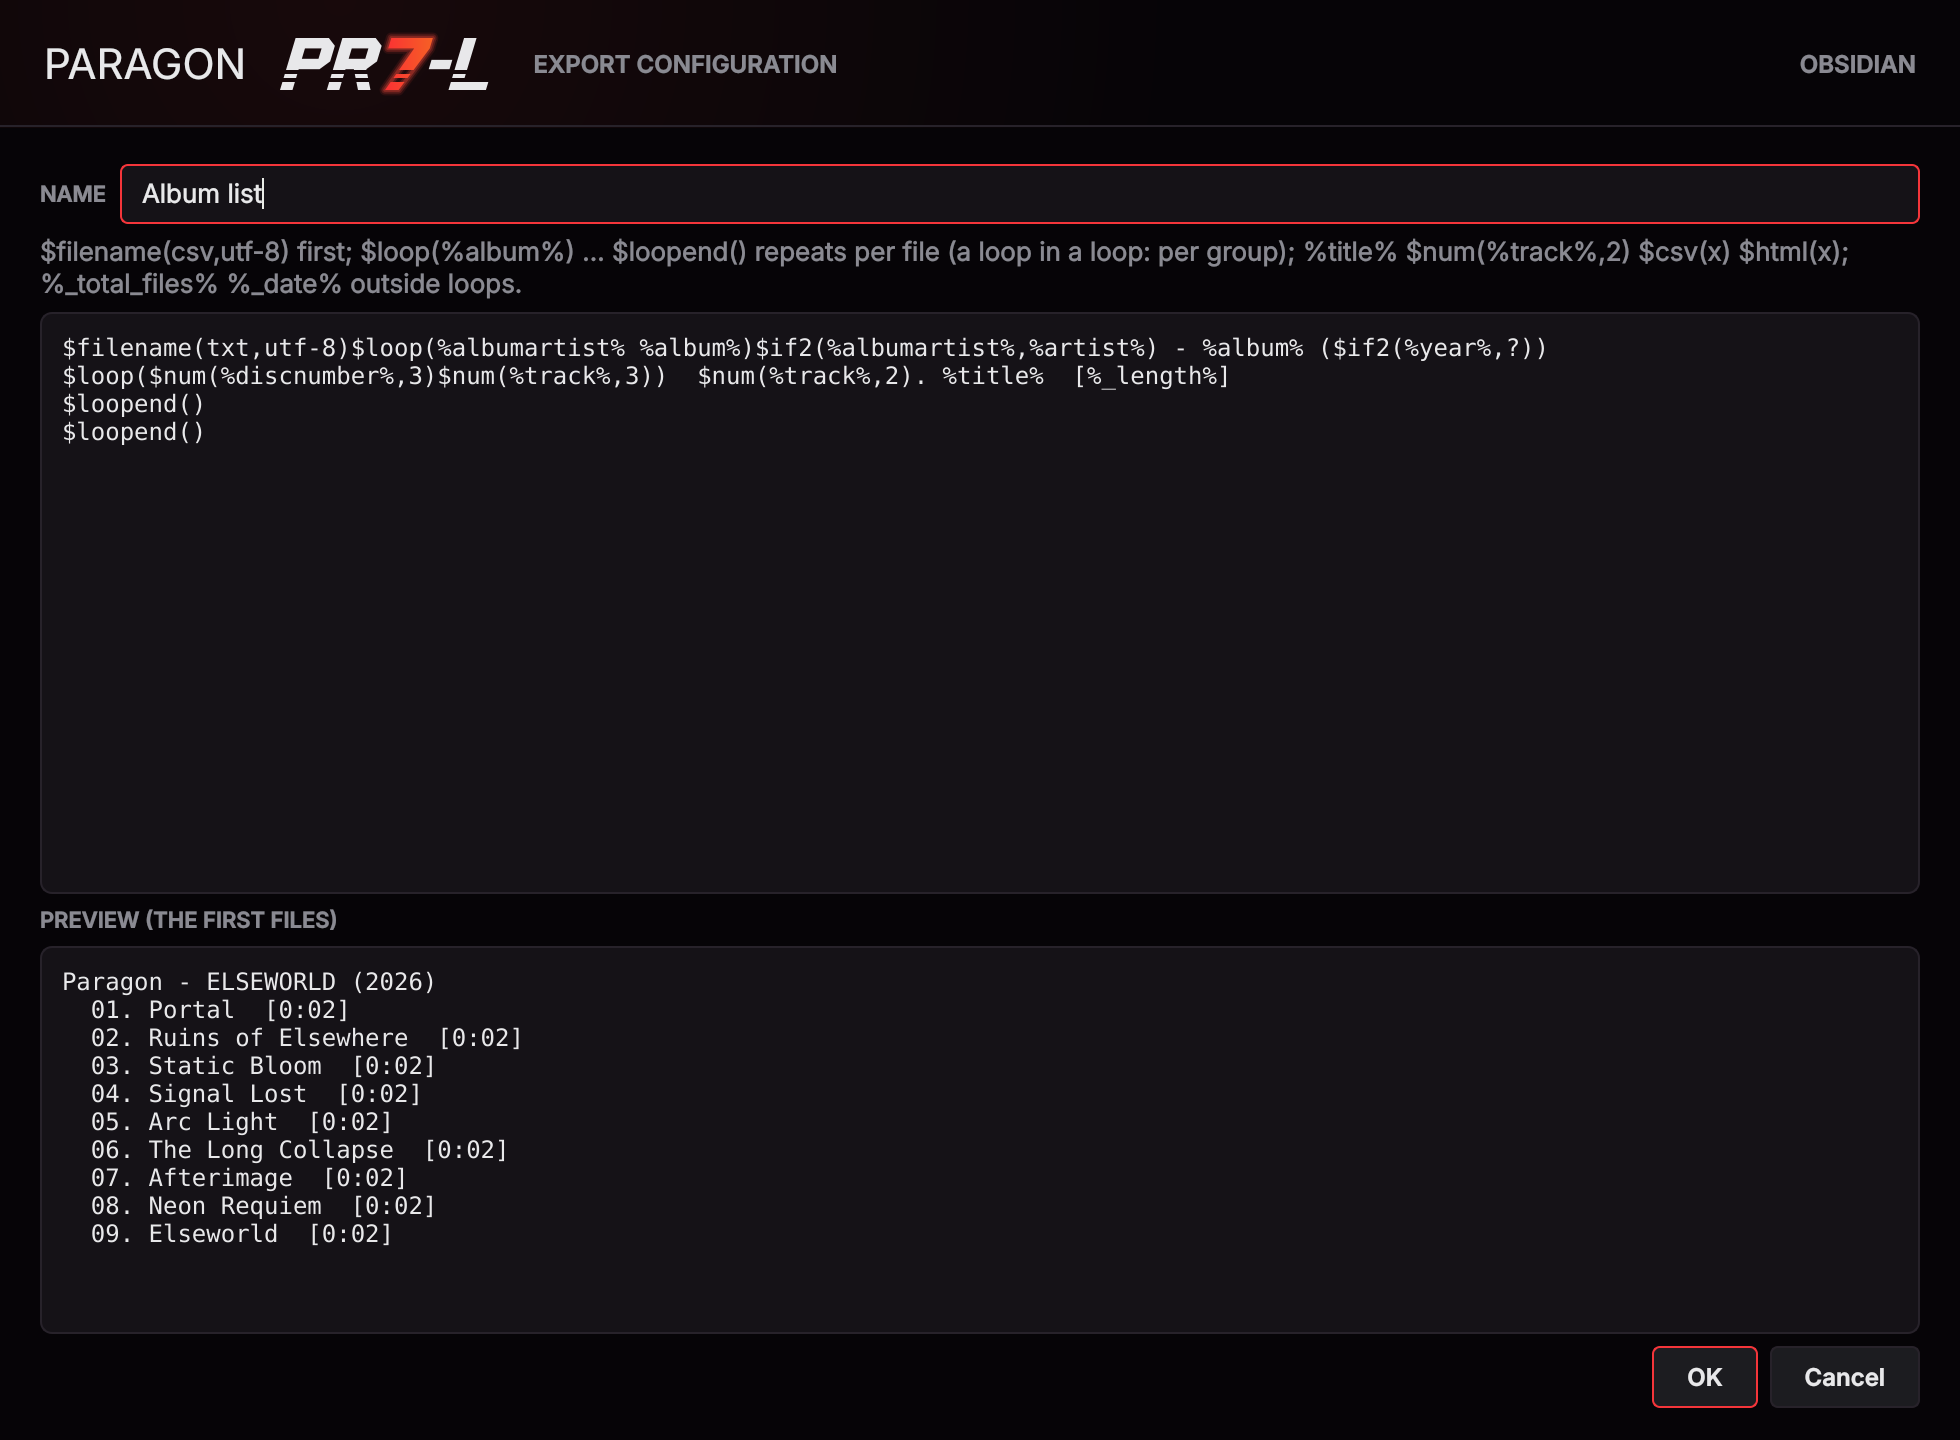 PARAGON PR7-L EXPORT CONFIGURATION OBSIDIAN
NAME Album list
$filename(csv,utf-8) first; $loop(%album%) ... $loopend() repeats per file (a loop in a loop: per group); %title% $num(%track%,2) $csv(x) $html(x);
%_total_files% %_date% outside loops.
$filename(txt,utf-8)$loop(%albumartist% %album%)$if2(%albumartist%,%artist%) - %album% ($if2(%year%,?))
$loop($num(%discnumber%,3)$num(%track%,3))  $num(%track%,2). %title%  [%_length%]
$loopend()
$loopend()
PREVIEW (THE FIRST FILES)
Paragon - ELSEWORLD (2026)
  01. Portal  [0:02]
  02. Ruins of Elsewhere  [0:02]
  03. Static Bloom  [0:02]
  04. Signal Lost  [0:02]
  05. Arc Light  [0:02]
  06. The Long Collapse  [0:02]
  07. Afterimage  [0:02]
  08. Neon Requiem  [0:02]
  09. Elseworld  [0:02]
OK Cancel